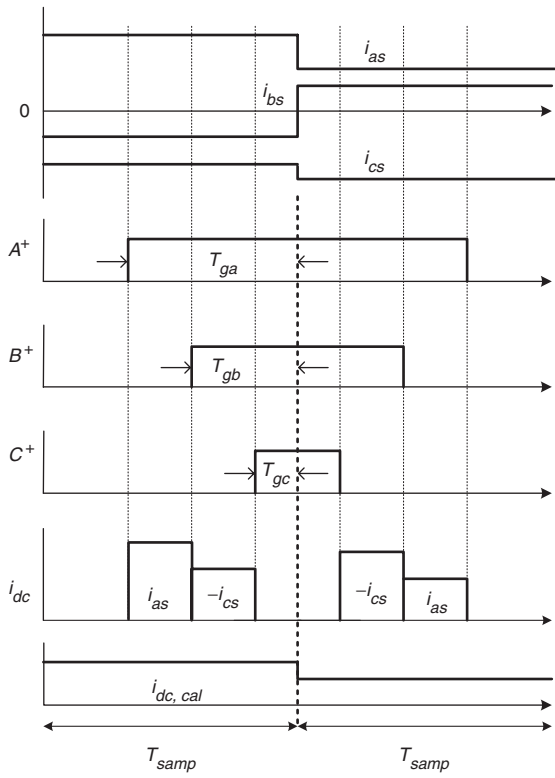 i_as
0
i_bs
i_cs
A+
T_ga
B+
T_gb
C+
T_gc
i_dc
i_as
−i_cs
−i_cs
i_as
i_dc, cal
T_samp
T_samp